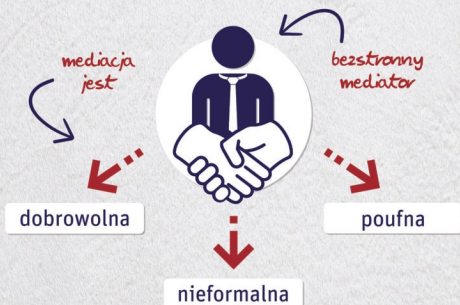 mediacja
jest
bezstronny
mediator
dobrowolna
poufna
nieformalna